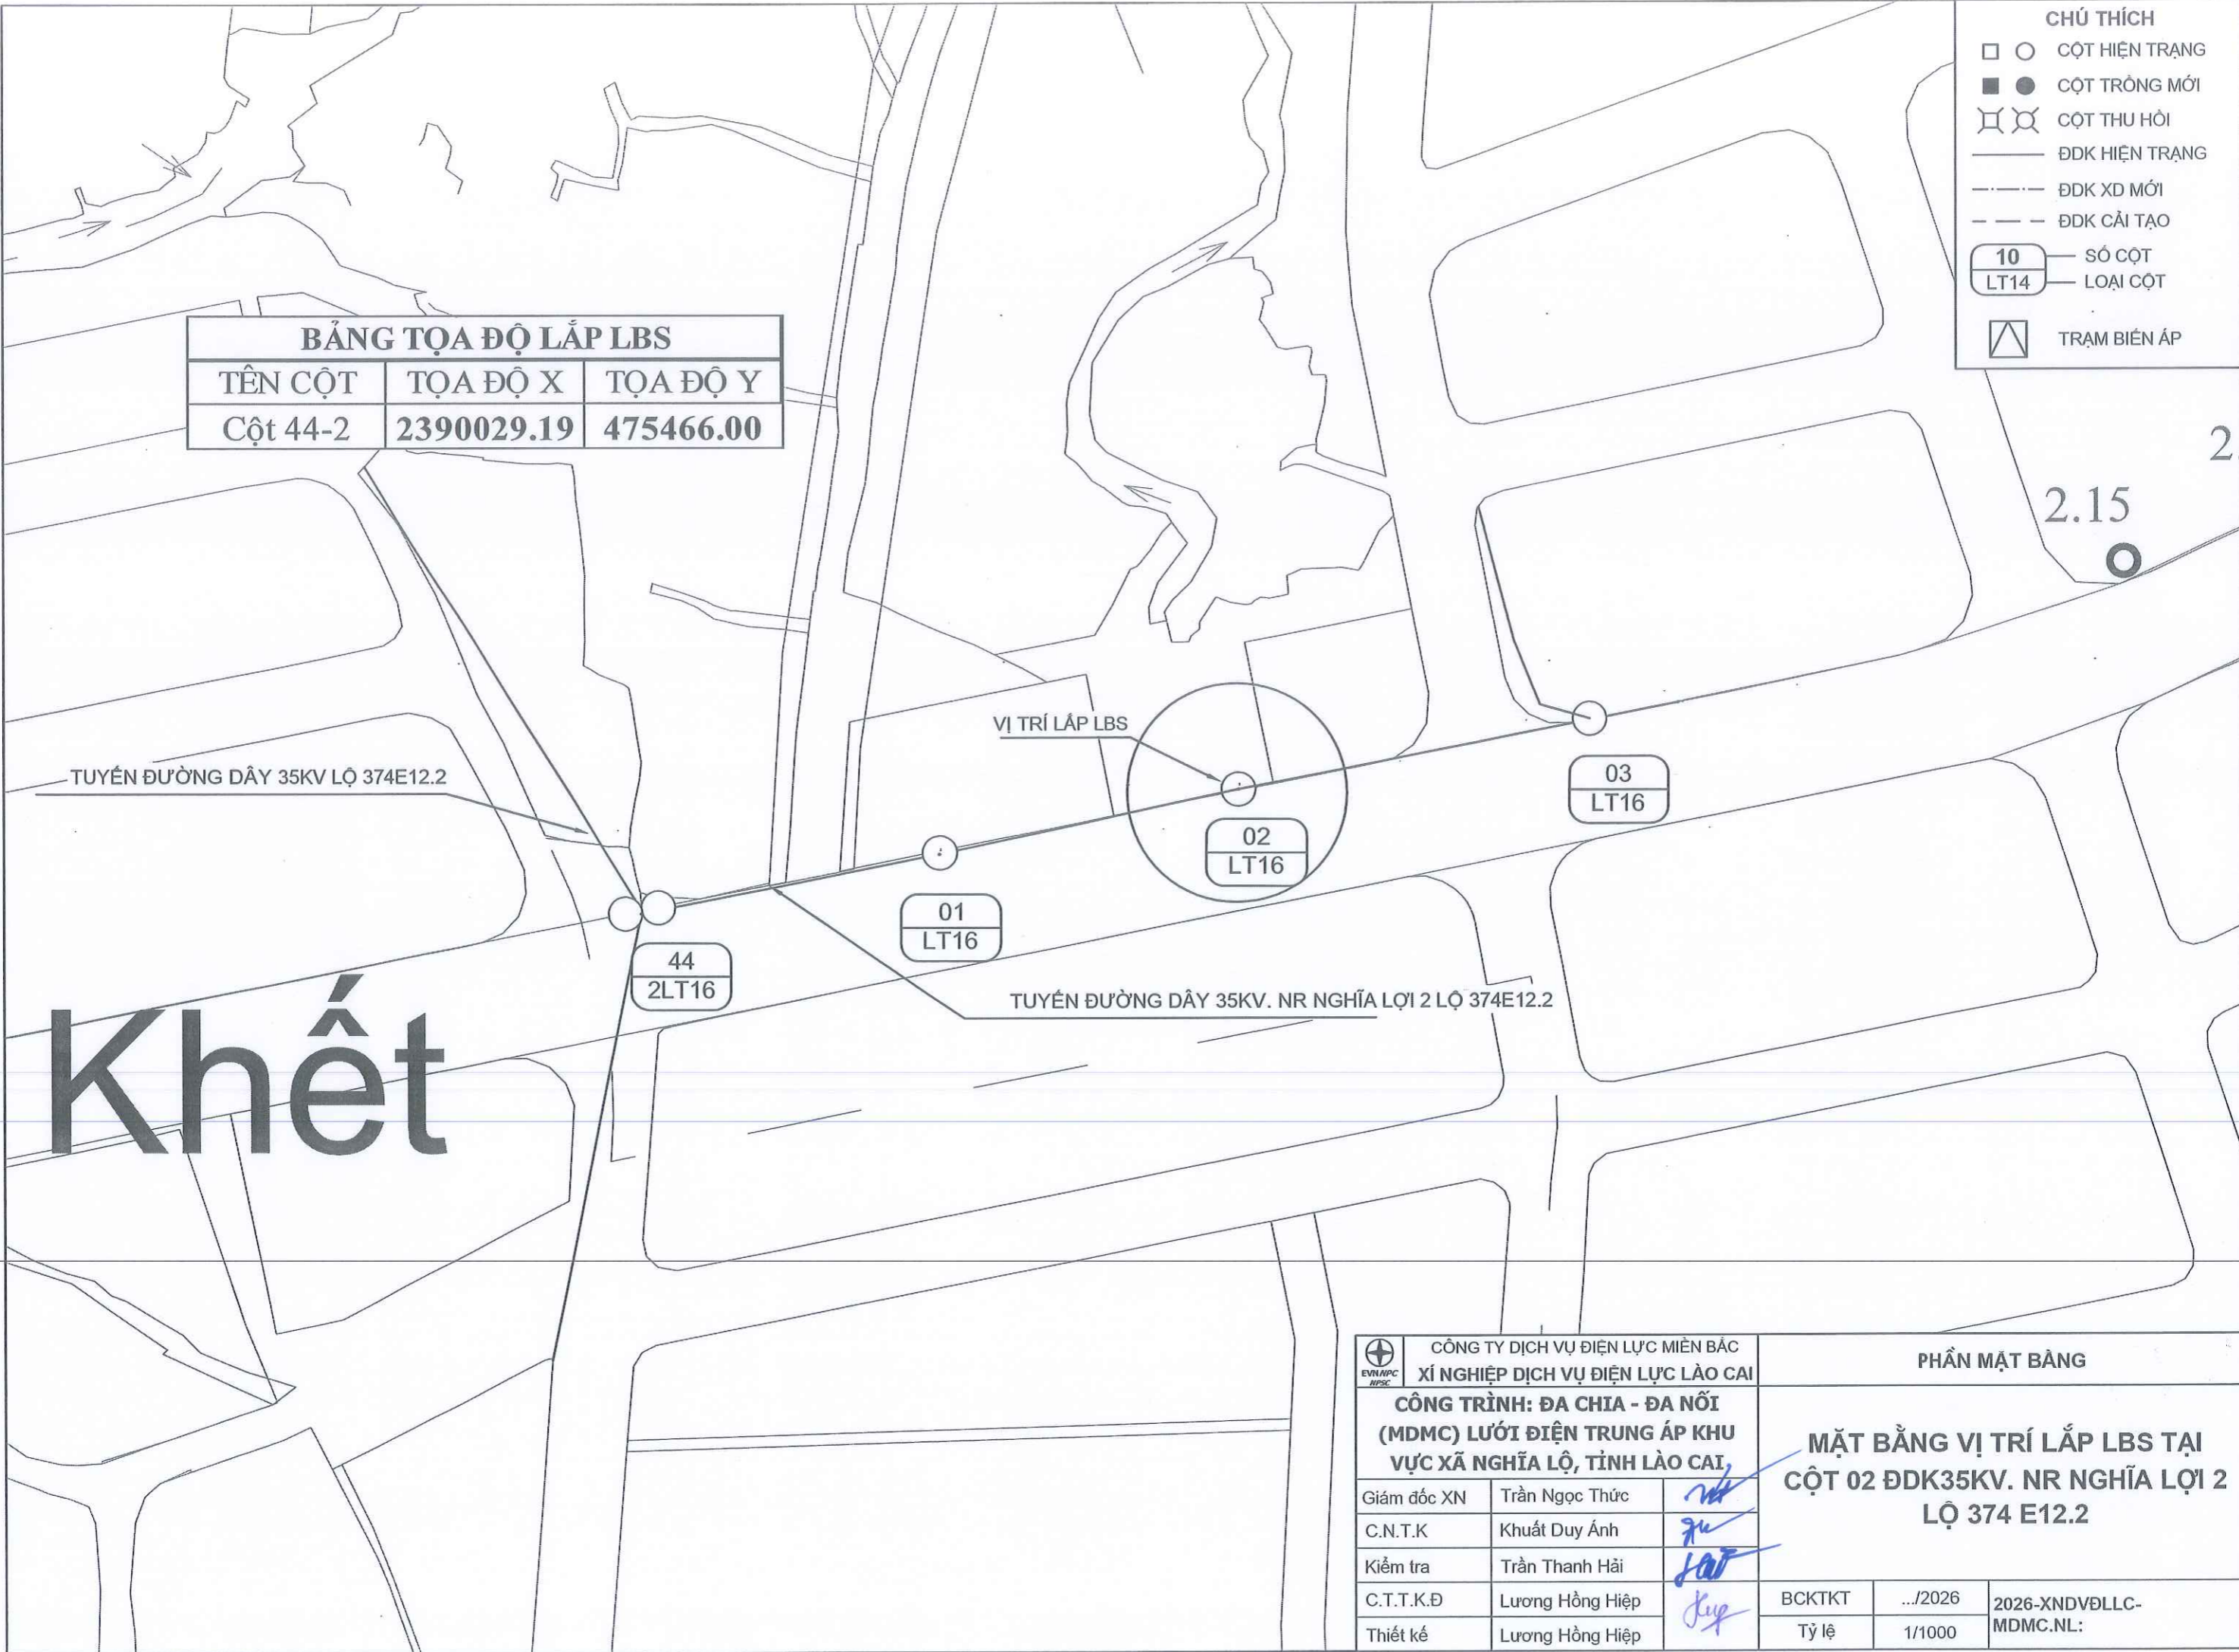 CHÚ THÍCH
CỘT HIỆN TRẠNG
CỘT TRỒNG MỚI
CỘT THU HỒI
ĐDK HIỆN TRẠNG
ĐDK XD MỚI
ĐDK CẢI TẠO
10 SỐ CỘT
LT14 LOẠI CỘT
TRẠM BIẾN ÁP
BẢNG TỌA ĐỘ LẮP LBS
TÊN CỘT TỌA ĐỘ X TỌA ĐỘ Y
Cột 44-2 2390029.19 475466.00
2
2.15
VỊ TRÍ LẮP LBS
TUYẾN ĐƯỜNG DÂY 35KV LỘ 374E12.2
03
LT16
02
LT16
01
LT16
44
2LT16
TUYẾN ĐƯỜNG DÂY 35KV. NR NGHĨA LỢI 2 LỘ 374E12.2
Khết
EVNNPC
NPSC
CÔNG TY DỊCH VỤ ĐIỆN LỰC MIỀN BẮC
XÍ NGHIỆP DỊCH VỤ ĐIỆN LỰC LÀO CAI
PHẦN MẶT BẰNG
CÔNG TRÌNH: ĐA CHIA - ĐA NỐI
(MDMC) LƯỚI ĐIỆN TRUNG ÁP KHU
VỰC XÃ NGHĨA LỘ, TỈNH LÀO CAI
MẶT BẰNG VỊ TRÍ LẮP LBS TẠI
CỘT 02 ĐDK35KV. NR NGHĨA LỢI 2
LỘ 374 E12.2
Giám đốc XN Trần Ngọc Thức
C.N.T.K Khuất Duy Ánh
Kiểm tra Trần Thanh Hải
C.T.T.K.Đ Lương Hồng Hiệp
Thiết kế Lương Hồng Hiệp
BCKTKT .../2026
Tỷ lệ 1/1000
2026-XNDVĐLLC-
MDMC.NL: